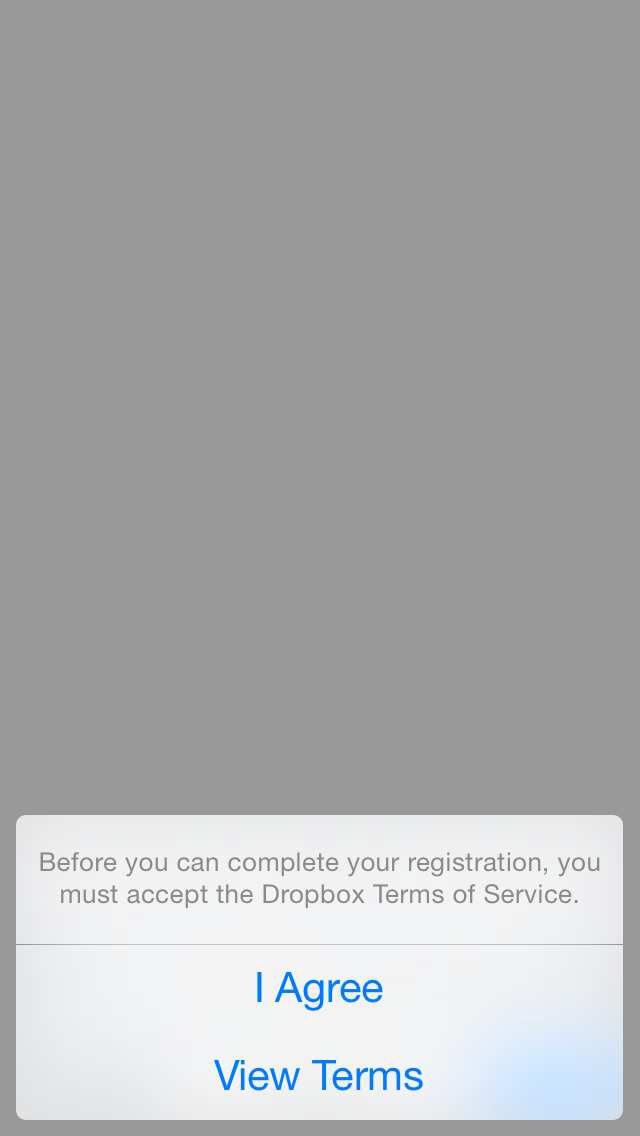 Before you can complete your registration, you
must accept the Dropbox Terms of Service.
I Agree
View Terms